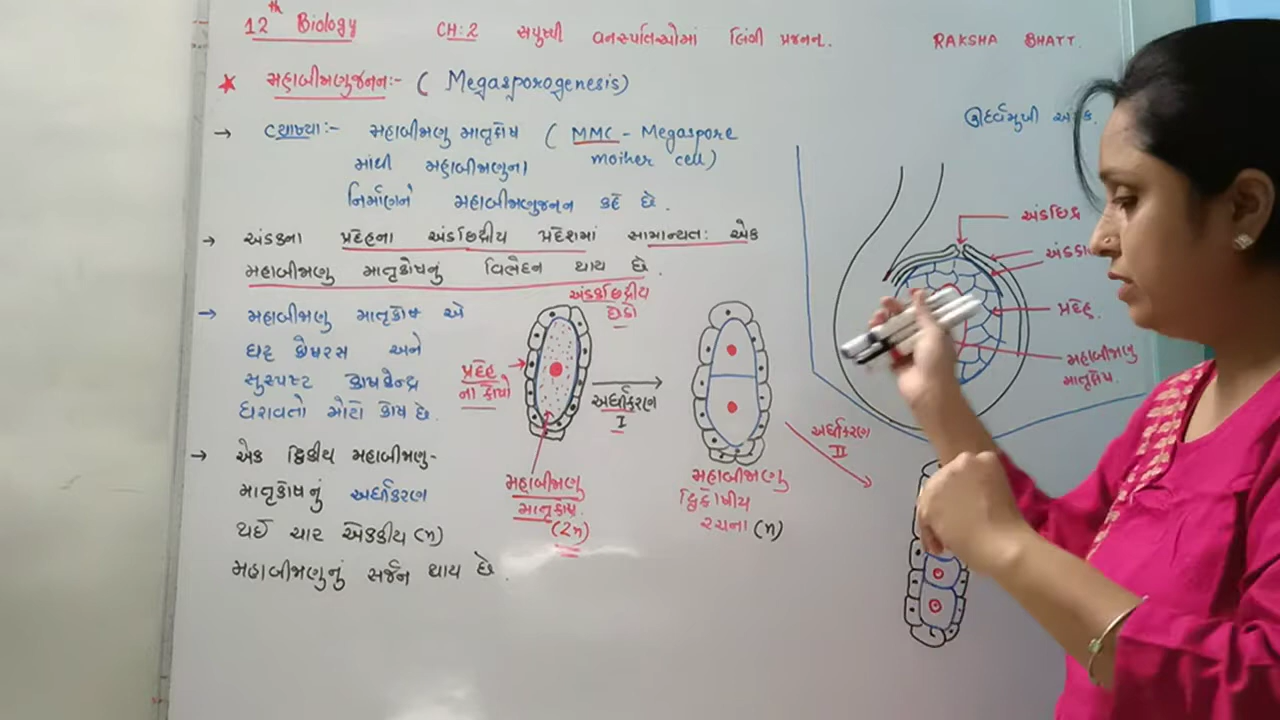 12th Biology CH:2 સપુષ્પી વનસ્પતિઓમાં લિંગી પ્રજનન. RAKSHA BHATT.
★ મહાબીજાણુજનન:- ( Megasporogenesis)
→ વ્યાખ્યા:- મહાબીજાણુ માતૃકોષ ( MMC - Megaspore
mother cell)
માંથી મહાબીજાણુના
નિર્માણને મહાબીજાણુજનન કહે છે.
→ અંડકના પ્રદેહના અંડછિદ્રીય પ્રદેશમાં સામાન્યત: એક
મહાબીજાણુ માતૃકોષનું વિભેદન થાય છે.
→ મહાબીજાણુ માતૃકોષ એ
ઘટ્ટ કોષરસ અને
સુસ્પષ્ટ કોષકેન્દ્ર
ધરાવતો મોટો કોષ છે.
→ એક દ્વિકીય મહાબીજાણુ-
માતૃકોષનું અર્ધીકરણ
થઈ ચાર એકકીય (n)
મહાબીજાણુનું સર્જન થાય છે.
અંડકછિદ્રીય
છેડો
પ્રદેહ
ના કોષો
મહાબીજાણુ
માતૃકોષ
(2n)
અર્ધીકરણ
I
મહાબીજાણુ
દ્વિકોષીય
રચના (n)
અર્ધીકરણ
II
અંડછિદ્ર
પ્રદેહ.
મહાબીજાણુ
માતૃકોષ.